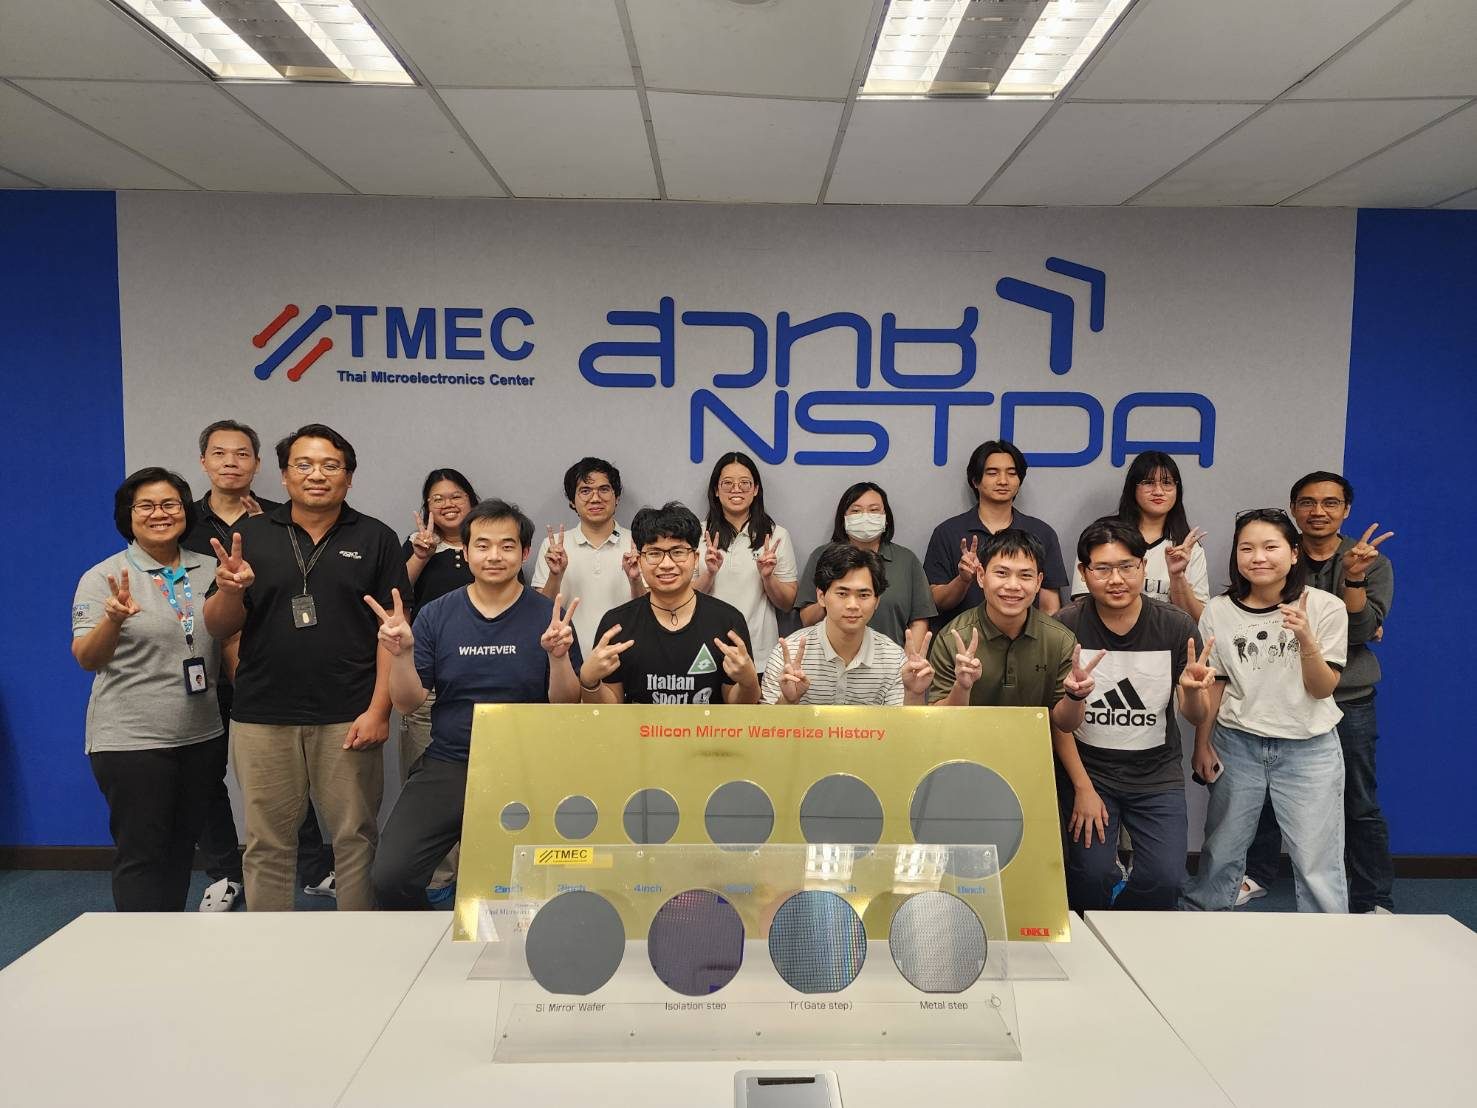 TMEC
Thai Microelectronics Center
สวทช
NSTDA
WHATEVER
Italian
Sport
adidas
Silicon Mirror Wafersize History
TMEC
2inch
3inch
4inch
8inch
OKI
Si Mirror Wafer
Isolation step
Tr(Gate step)
Metal step